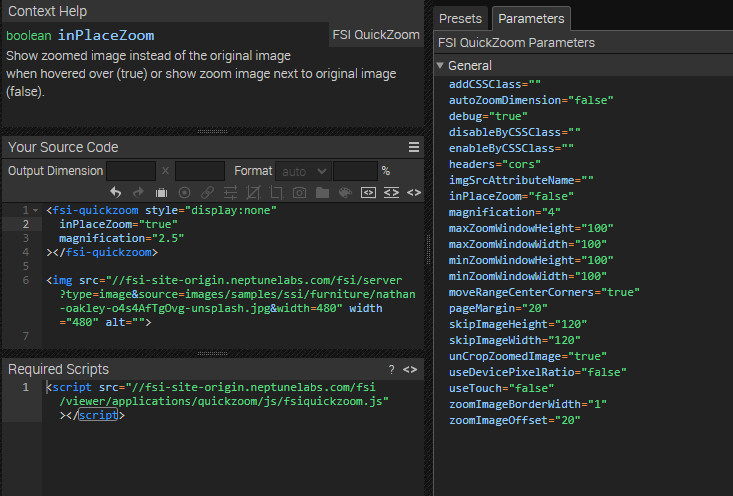 Context Help
boolean inPlaceZoom
FSI QuickZoom
Show zoomed image instead of the original image
when hovered over (true) or show zoom image next to original image
(false).
Your Source Code
Output Dimension x Format auto %
1 <fsi-quickzoom style="display:none"
2 inPlaceZoom="true"
3 magnification="2.5"
4 ></fsi-quickzoom>
5
6 <img src="//fsi-site-origin.neptunelabs.com/fsi/server
?type=image&source=images/samples/ssi/furniture/nathan
-oakley-o4s4AfTgOvg-unsplash.jpg&width=480" width
="480" alt="">
7
Required Scripts ? <>
1 <script src="//fsi-site-origin.neptunelabs.com/fsi
/viewer/applications/quickzoom/js/fsiquickzoom.js"
></script>
Presets Parameters
FSI QuickZoom Parameters
General
addCSSClass=""
autoZoomDimension="false"
debug="true"
disableByCSSClass=""
enableByCSSClass=""
headers="cors"
imgSrcAttributeName=""
inPlaceZoom="false"
magnification="4"
maxZoomWindowHeight="100"
maxZoomWindowWidth="100"
minZoomWindowHeight="100"
minZoomWindowWidth="100"
moveRangeCenterCorners="true"
pageMargin="20"
skipImageHeight="120"
skipImageWidth="120"
unCropZoomedImage="true"
useDevicePixelRatio="false"
useTouch="false"
zoomImageBorderWidth="1"
zoomImageOffset="20"